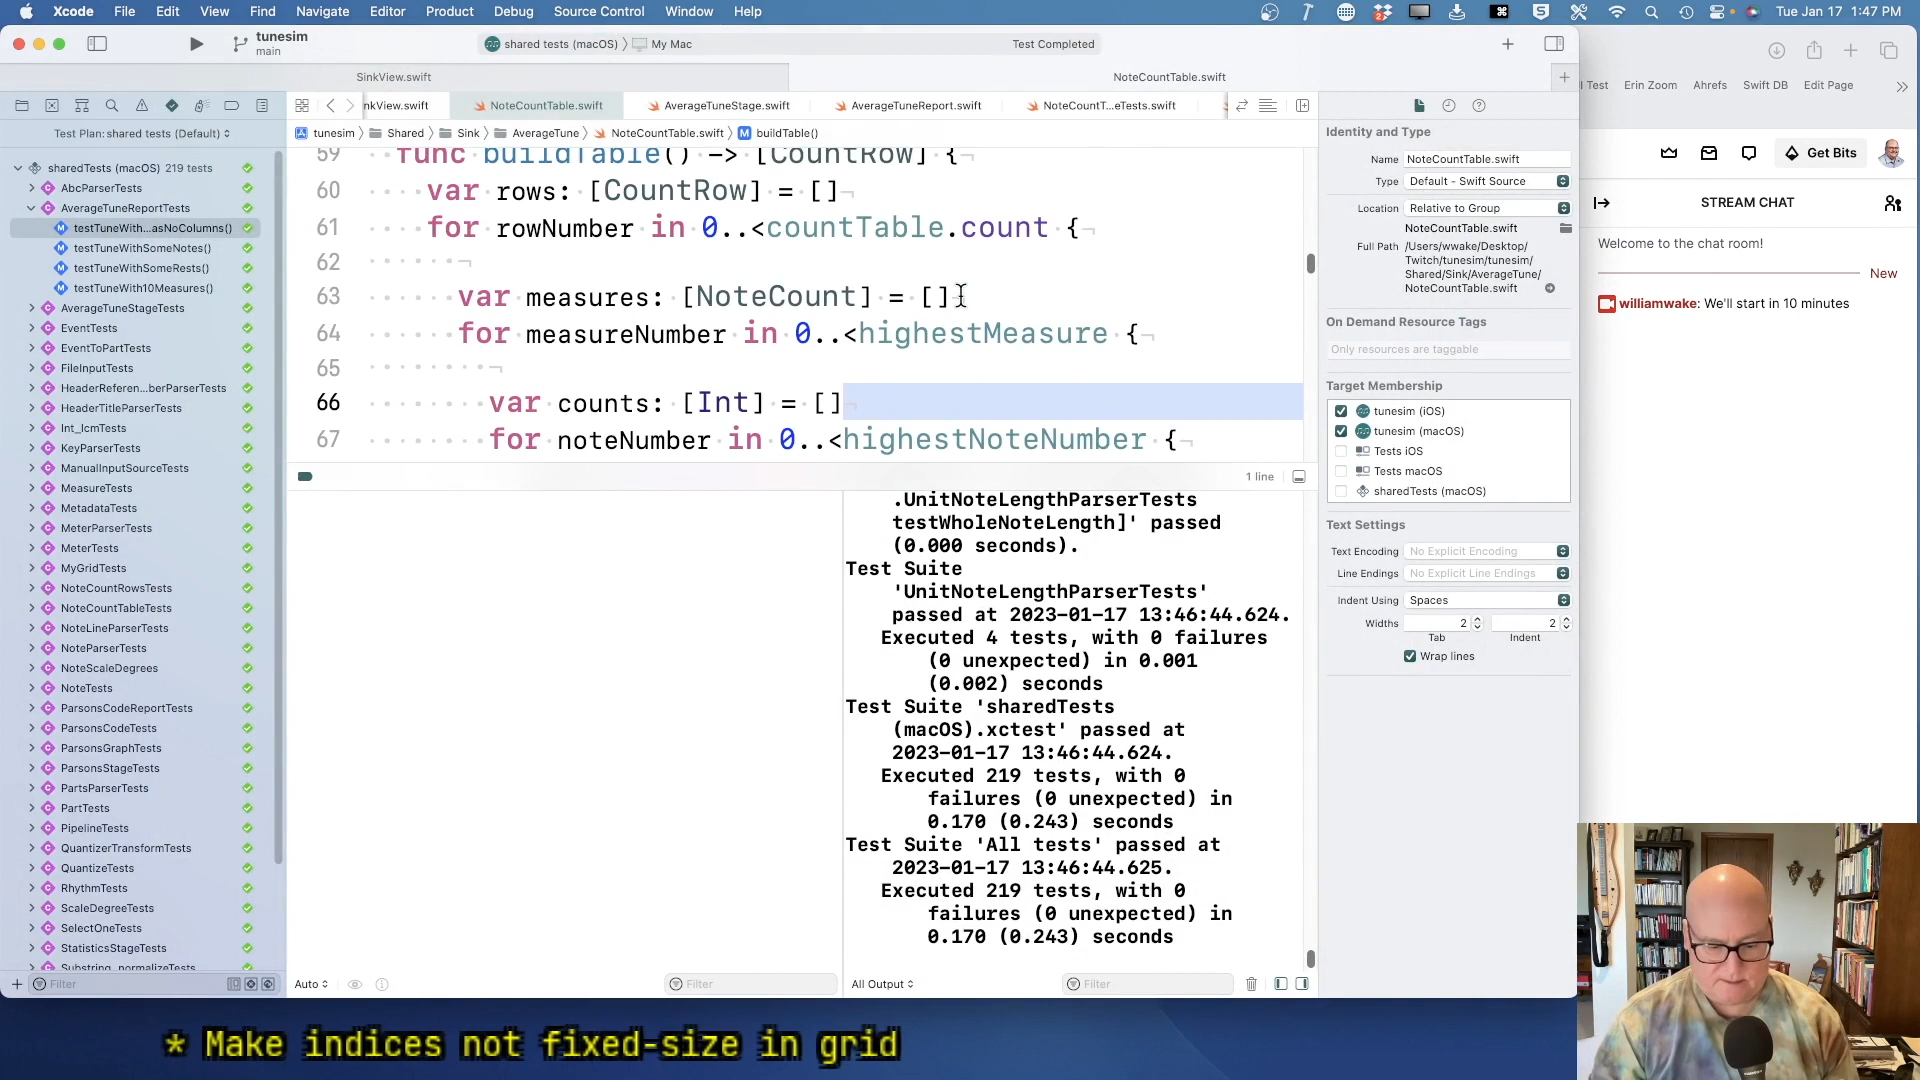 Xcode File Edit View Find Navigate Editor Product Debug Source Control Window Help Tue Jan 17 1:47 PM
tunesim
main
shared tests (macOS) My Mac Test Completed
SinkView.swift NoteCountTable.swift
nkView.swift NoteCountTable.swift AverageTuneStage.swift AverageTuneReport.swift NoteCountT...eTests.swift
Test Plan: shared tests (Default)
tunesim Shared Sink AverageTune NoteCountTable.swift buildTable()
sharedTests (macOS) 219 tests
AbcParserTests
AverageTuneReportTests
testTuneWith...asNoColumns()
testTuneWithSomeNotes()
testTuneWithSomeRests()
testTuneWith10Measures()
AverageTuneStageTests
EventTests
EventToPartTests
FileInputTests
HeaderReferen...berParserTests
HeaderTitleParserTests
Int_lcmTests
KeyParserTests
ManualInputSourceTests
MeasureTests
MetadataTests
MeterParserTests
MeterTests
MyGridTests
NoteCountRowsTests
NoteCountTableTests
NoteLineParserTests
NoteParserTests
NoteScaleDegrees
NoteTests
ParsonsCodeReportTests
ParsonsCodeTests
ParsonsGraphTests
ParsonsStageTests
PartsParserTests
PartTests
PipelineTests
QuantizerTransformTests
QuantizeTests
RhythmTests
ScaleDegreeTests
SelectOneTests
StatisticsStageTests
Substring_normalizeTests
Filter
59 func buildTable() -> [CountRow] {
60 var rows: [CountRow] = []
61 for rowNumber in 0..<countTable.count {
62
63 var measures: [NoteCount] = []
64 for measureNumber in 0..<highestMeasure {
65
66 var counts: [Int] = []
67 for noteNumber in 0..<highestNoteNumber {
1 line
.UnitNoteLengthParserTests
testWholeNoteLength]' passed
(0.000 seconds).
Test Suite
'UnitNoteLengthParserTests'
passed at 2023-01-17 13:46:44.624.
Executed 4 tests, with 0 failures
(0 unexpected) in 0.001
(0.002) seconds
Test Suite 'sharedTests
(macOS).xctest' passed at
2023-01-17 13:46:44.624.
Executed 219 tests, with 0
failures (0 unexpected) in
0.170 (0.243) seconds
Test Suite 'All tests' passed at
2023-01-17 13:46:44.625.
Executed 219 tests, with 0
failures (0 unexpected) in
0.170 (0.243) seconds
Auto Filter All Output Filter
Identity and Type
Name NoteCountTable.swift
Type Default - Swift Source
Location Relative to Group
NoteCountTable.swift
Full Path /Users/wwake/Desktop/
Twitch/tunesim/tunesim/
Shared/Sink/AverageTune/
NoteCountTable.swift
On Demand Resource Tags
Only resources are taggable
Target Membership
tunesim (iOS)
tunesim (macOS)
Tests iOS
Tests macOS
sharedTests (macOS)
Text Settings
Text Encoding No Explicit Encoding
Line Endings No Explicit Line Endings
Indent Using Spaces
Widths 2 2
Tab Indent
Wrap lines
l Test Erin Zoom Ahrefs Swift DB Edit Page
Get Bits
STREAM CHAT
Welcome to the chat room!
New
williamwake: We'll start in 10 minutes
* Make indices not fixed-size in grid